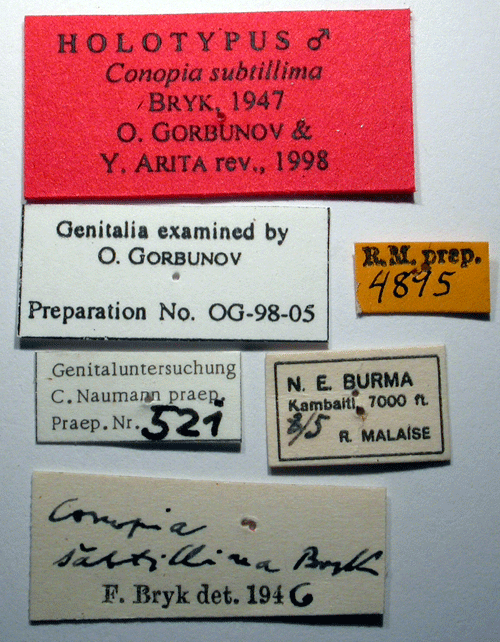 HOLOTYPUS ♂
Conopia subtillima
BRYK, 1947
O. GORBUNOV &
Y. ARITA rev., 1998
Genitalia examined by
O. GORBUNOV
Preparation No. OG-98-05
R.M. prep.
4895
Genitaluntersuchung
C. Naumann praep.
Praep. Nr. 521
N. E. BURMA
Kambaiti, 7000 ft.
8/5 R. MALAISE
Conopia
subtillima Bryk
F. Bryk det. 1946